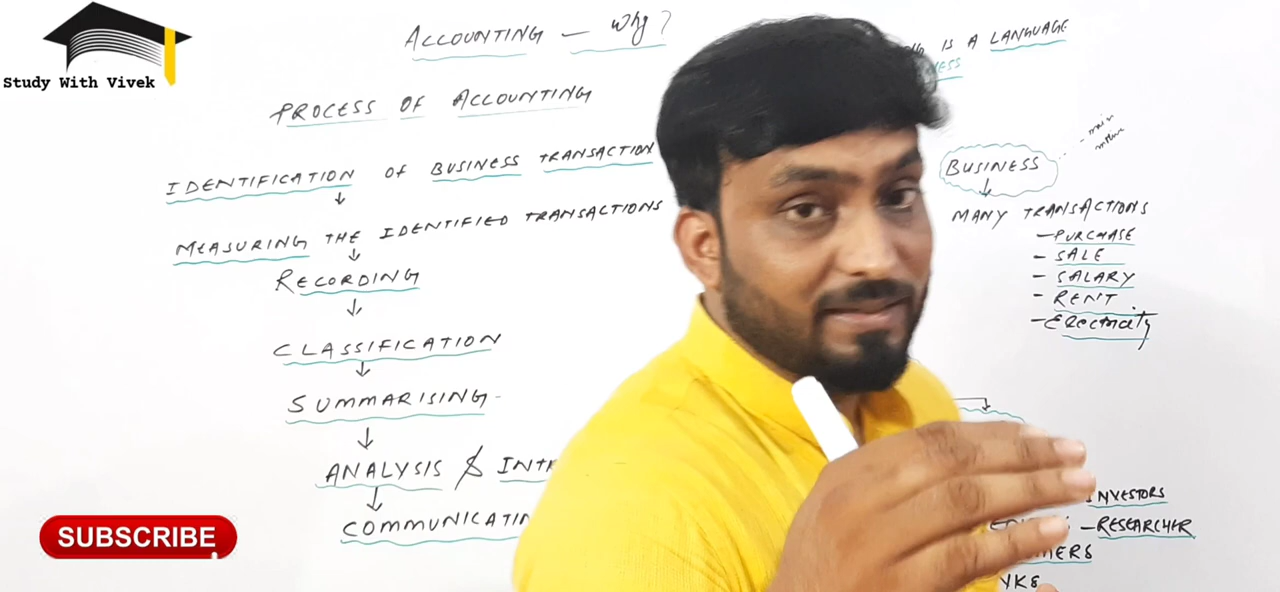 Study With Vivek
ACCOUNTING - Why?
PROCESS OF ACCOUNTING
IDENTIFICATION OF BUSINESS TRANSACTION
↓
MEASURING THE IDENTIFIED TRANSACTIONS
↓
RECORDING
↓
CLASSIFICATION
↓
SUMMARISING
↓
ANALYSIS &
↓
SUBSCRIBE
IS A LANGUAGE
BUSINESS
↓
MANY TRANSACTIONS
- PURCHASE
- SALE
- SALARY
- RENT
- Electricity
INVESTORS
- RESEARCHER